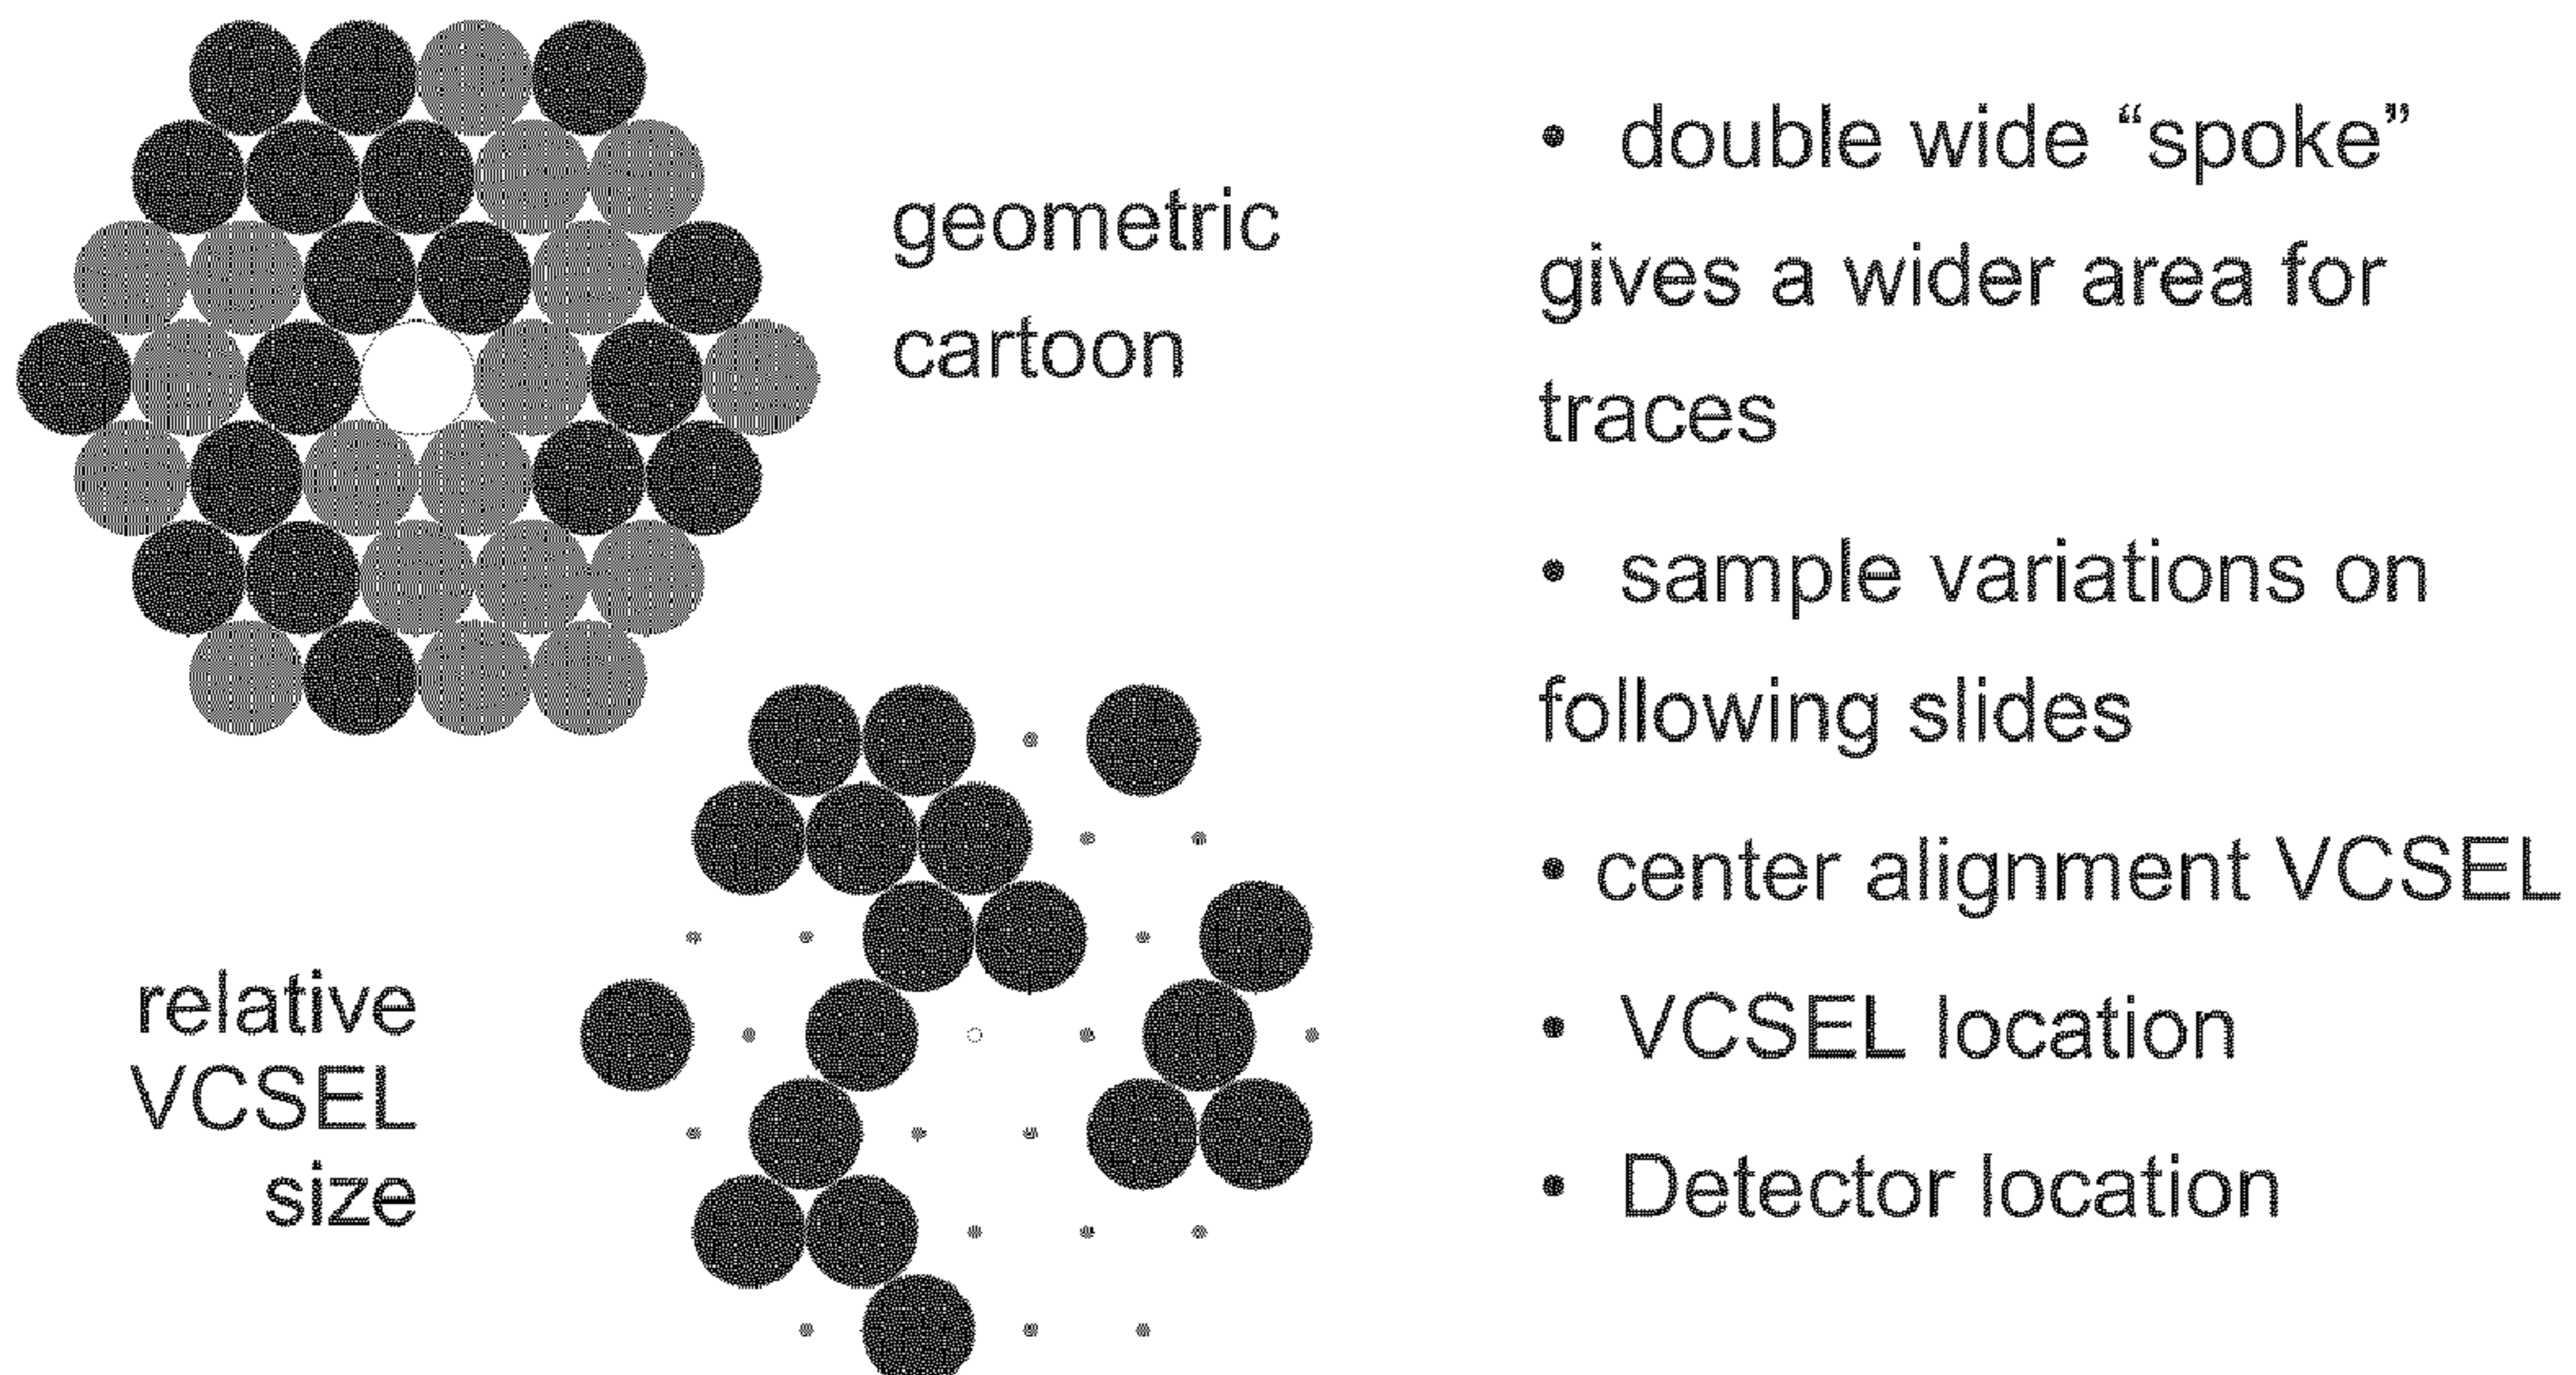 geometric
cartoon
relative
VCSEL
size
• double wide “spoke”
gives a wider area for
traces
• sample variations on
following slides
• center alignment VCSEL
• VCSEL location
• Detector location